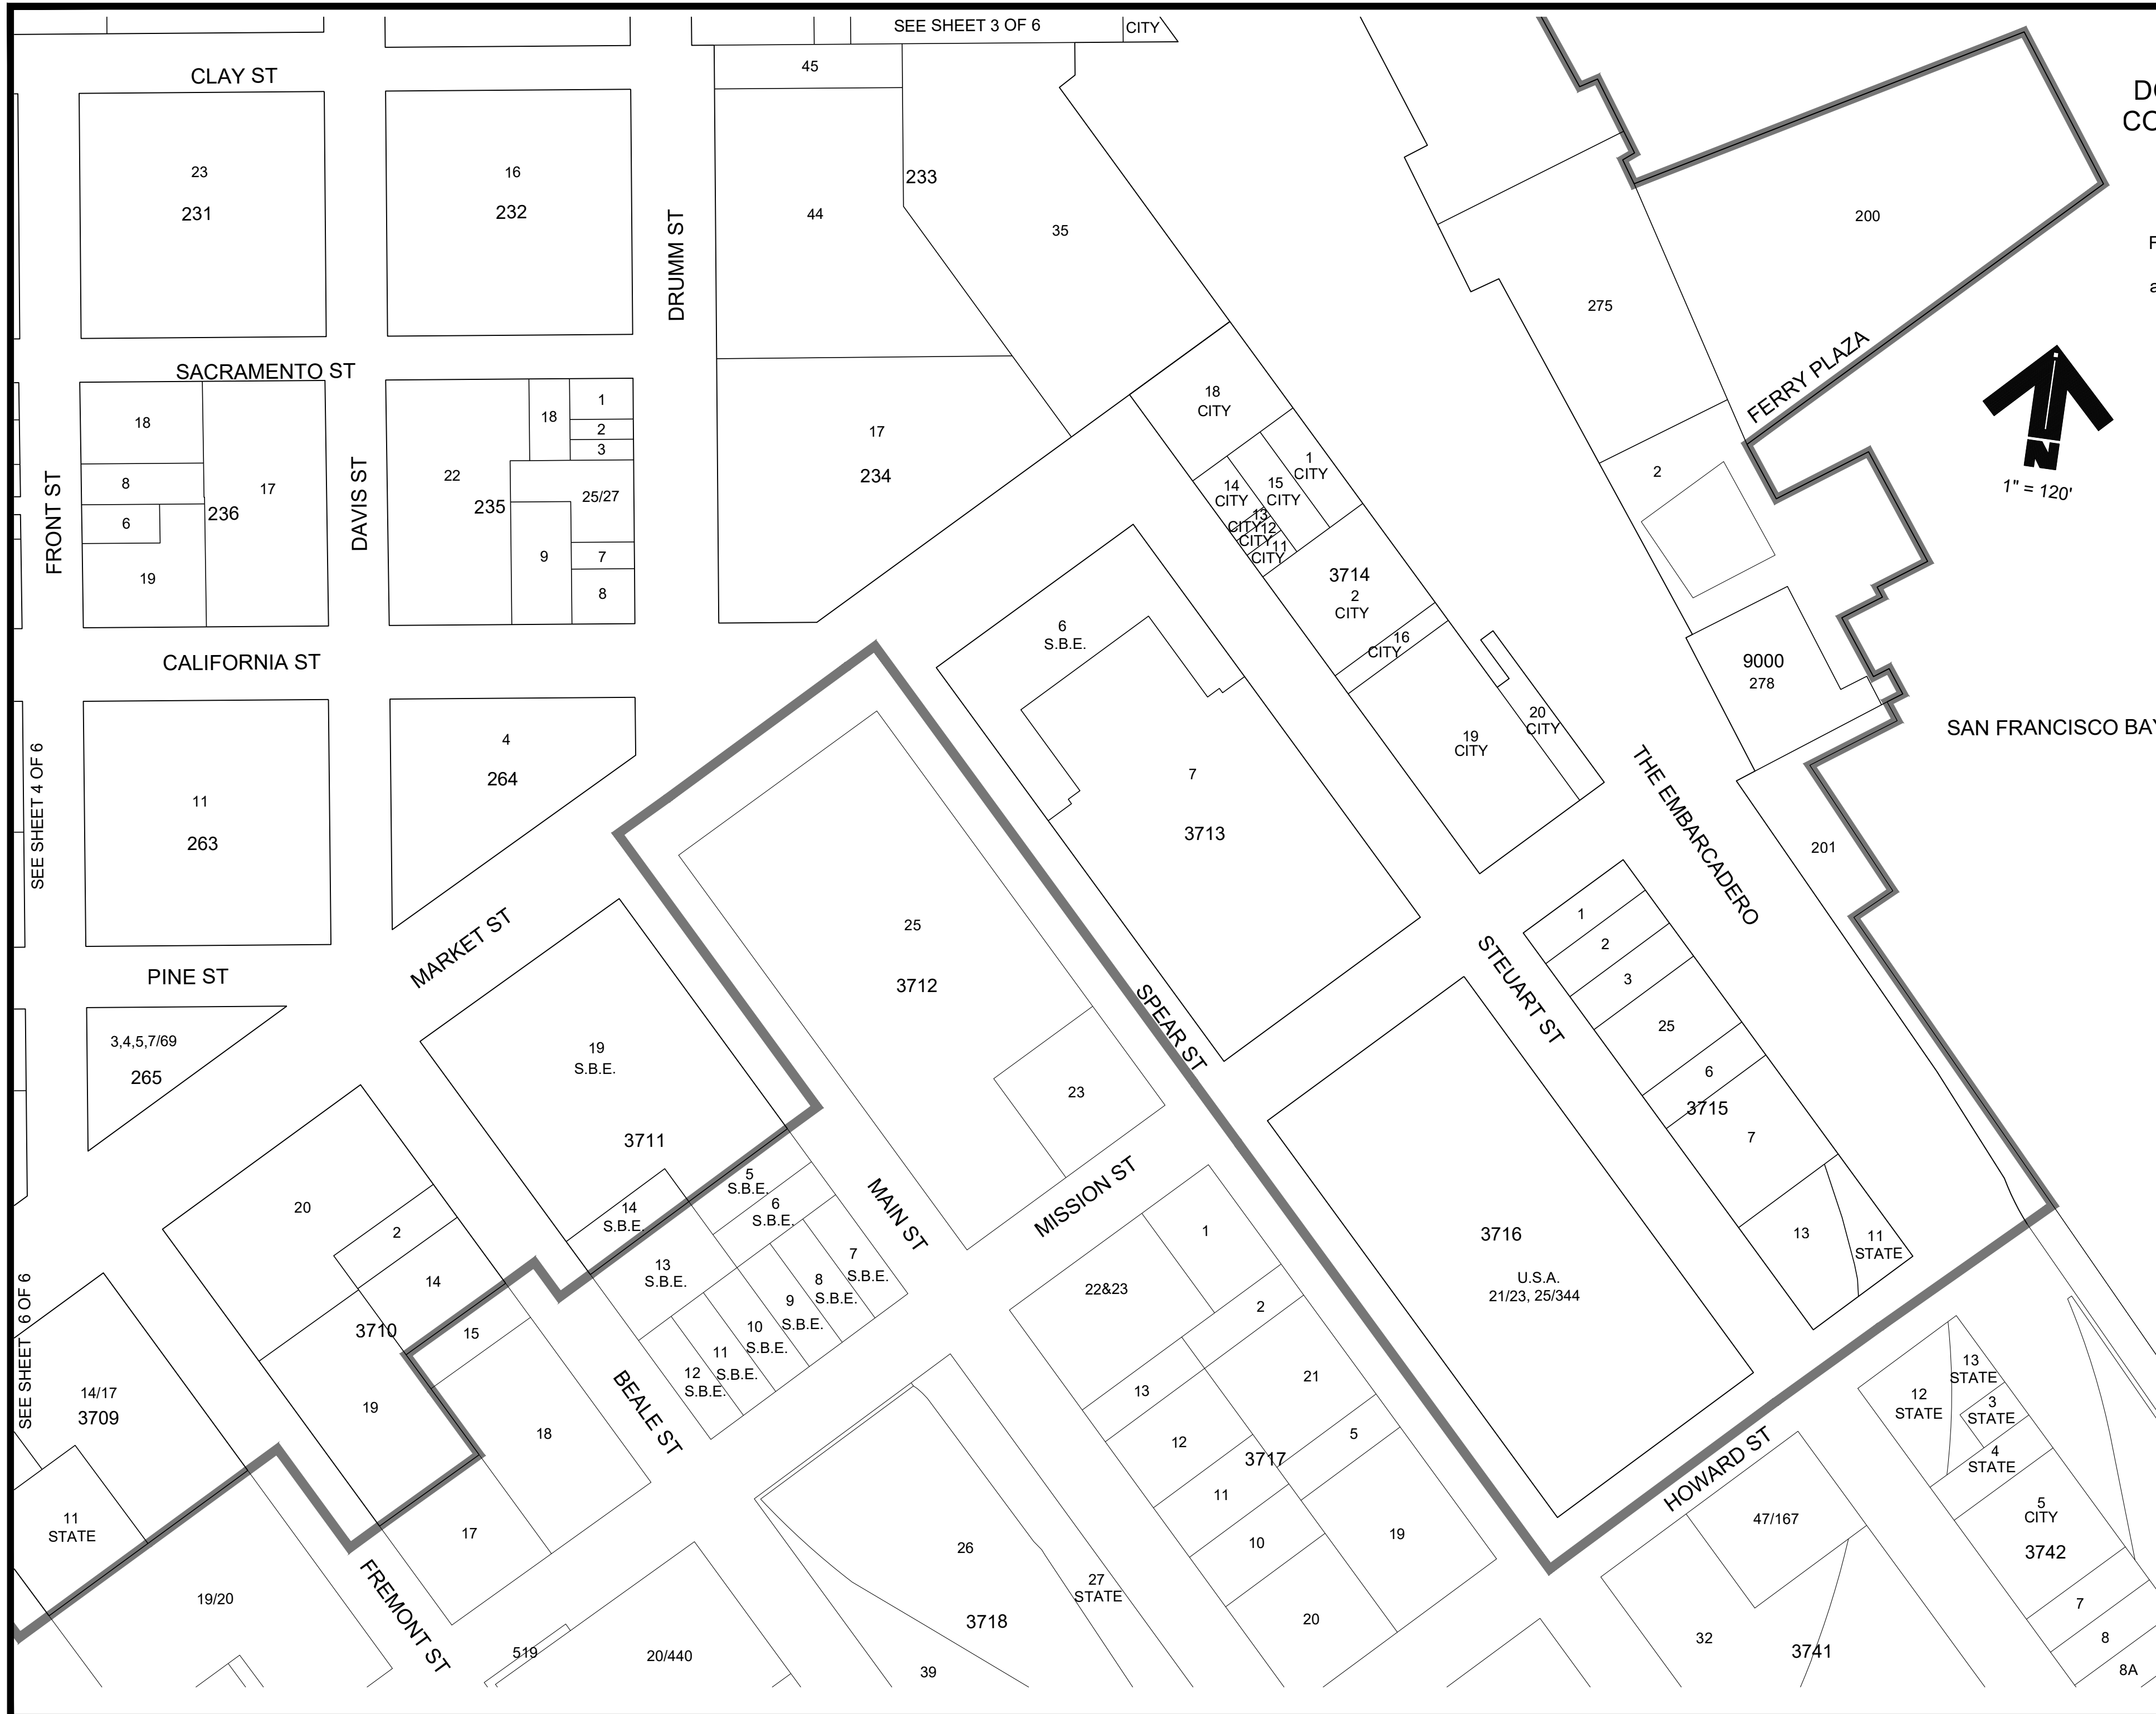 SEE SHEET 3 OF 6
CITY
CLAY ST
45
23
231
16
232
DRUMM ST
233
44
35
200
275
FERRY PLAZA
1" = 120'
N
SACRAMENTO ST
18
8
6
19
17
236
FRONT ST
DAVIS ST
22
235
18
1
2
3
25/27
9
7
8
17
234
18
CITY
1
CITY
15
CITY
14
CITY
13
CITY
12
CITY
11
CITY
3714
2
CITY
16
CITY
19
CITY
20
CITY
2
9000
278
SAN FRANCISCO BAY
CALIFORNIA ST
SEE SHEET 4 OF 6
11
263
4
264
6
S.B.E.
7
3713
THE EMBARCADERO
201
PINE ST
MARKET ST
3,4,5,7/69
265
25
3712
23
SPEAR ST
STEUART ST
1
2
3
25
6
3715
7
13
11
STATE
19
S.B.E.
3711
14
S.B.E.
5
S.B.E.
6
S.B.E.
7
S.B.E.
8
S.B.E.
9
S.B.E.
10
S.B.E.
11
S.B.E.
12
S.B.E.
13
S.B.E.
MAIN ST
MISSION ST
3716
U.S.A.
21/23, 25/344
20
2
14
3710
15
19
18
17
BEALE ST
SEE SHEET 6 OF 6
14/17
3709
11
STATE
19/20
FREMONT ST
519
20/440
26
3718
39
27
STATE
22&23
1
2
13
21
12
3717
5
11
10
19
20
HOWARD ST
47/167
32
3741
12
STATE
13
STATE
3
STATE
4
STATE
5
CITY
3742
7
8
8A